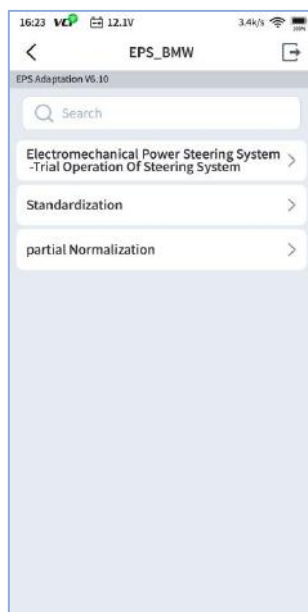 16:23 VCI 12.1V 3.4k/s 100%
EPS_BMW
EPS Adaptation V6.10
Search
Electromechanical Power Steering System
-Trial Operation Of Steering System
Standardization
partial Normalization